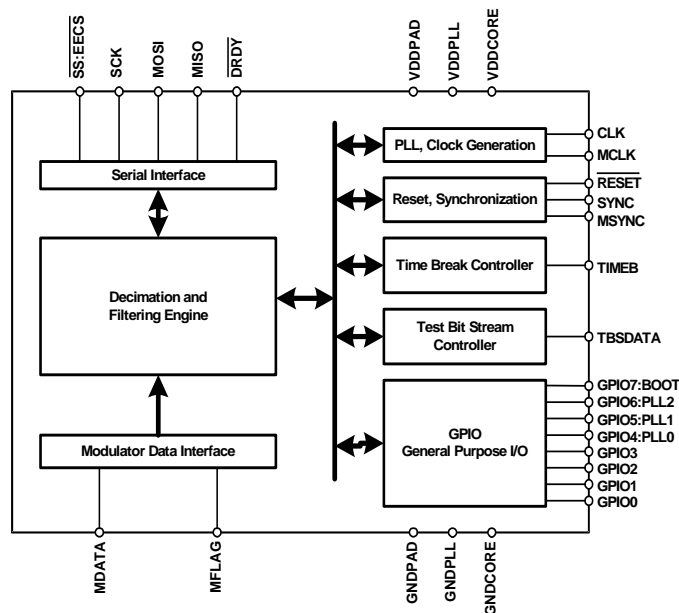 SS:EECS
SCK
MOSI
MISO
DRDY
VDDPAD
VDDPLL
VDDCORE
Serial Interface
Decimation and
Filtering Engine
Modulator Data Interface
PLL, Clock Generation
CLK
MCLK
Reset, Synchronization
RESET
SYNC
MSYNC
Time Break Controller
TIMEB
Test Bit Stream
Controller
TBSDATA
GPIO
General Purpose I/O
GPIO7:BOOT
GPIO6:PLL2
GPIO5:PLL1
GPIO4:PLL0
GPIO3
GPIO2
GPIO1
GPIO0
MDATA
MFLAG
GNDPAD
GNDPLL
GNDCORE